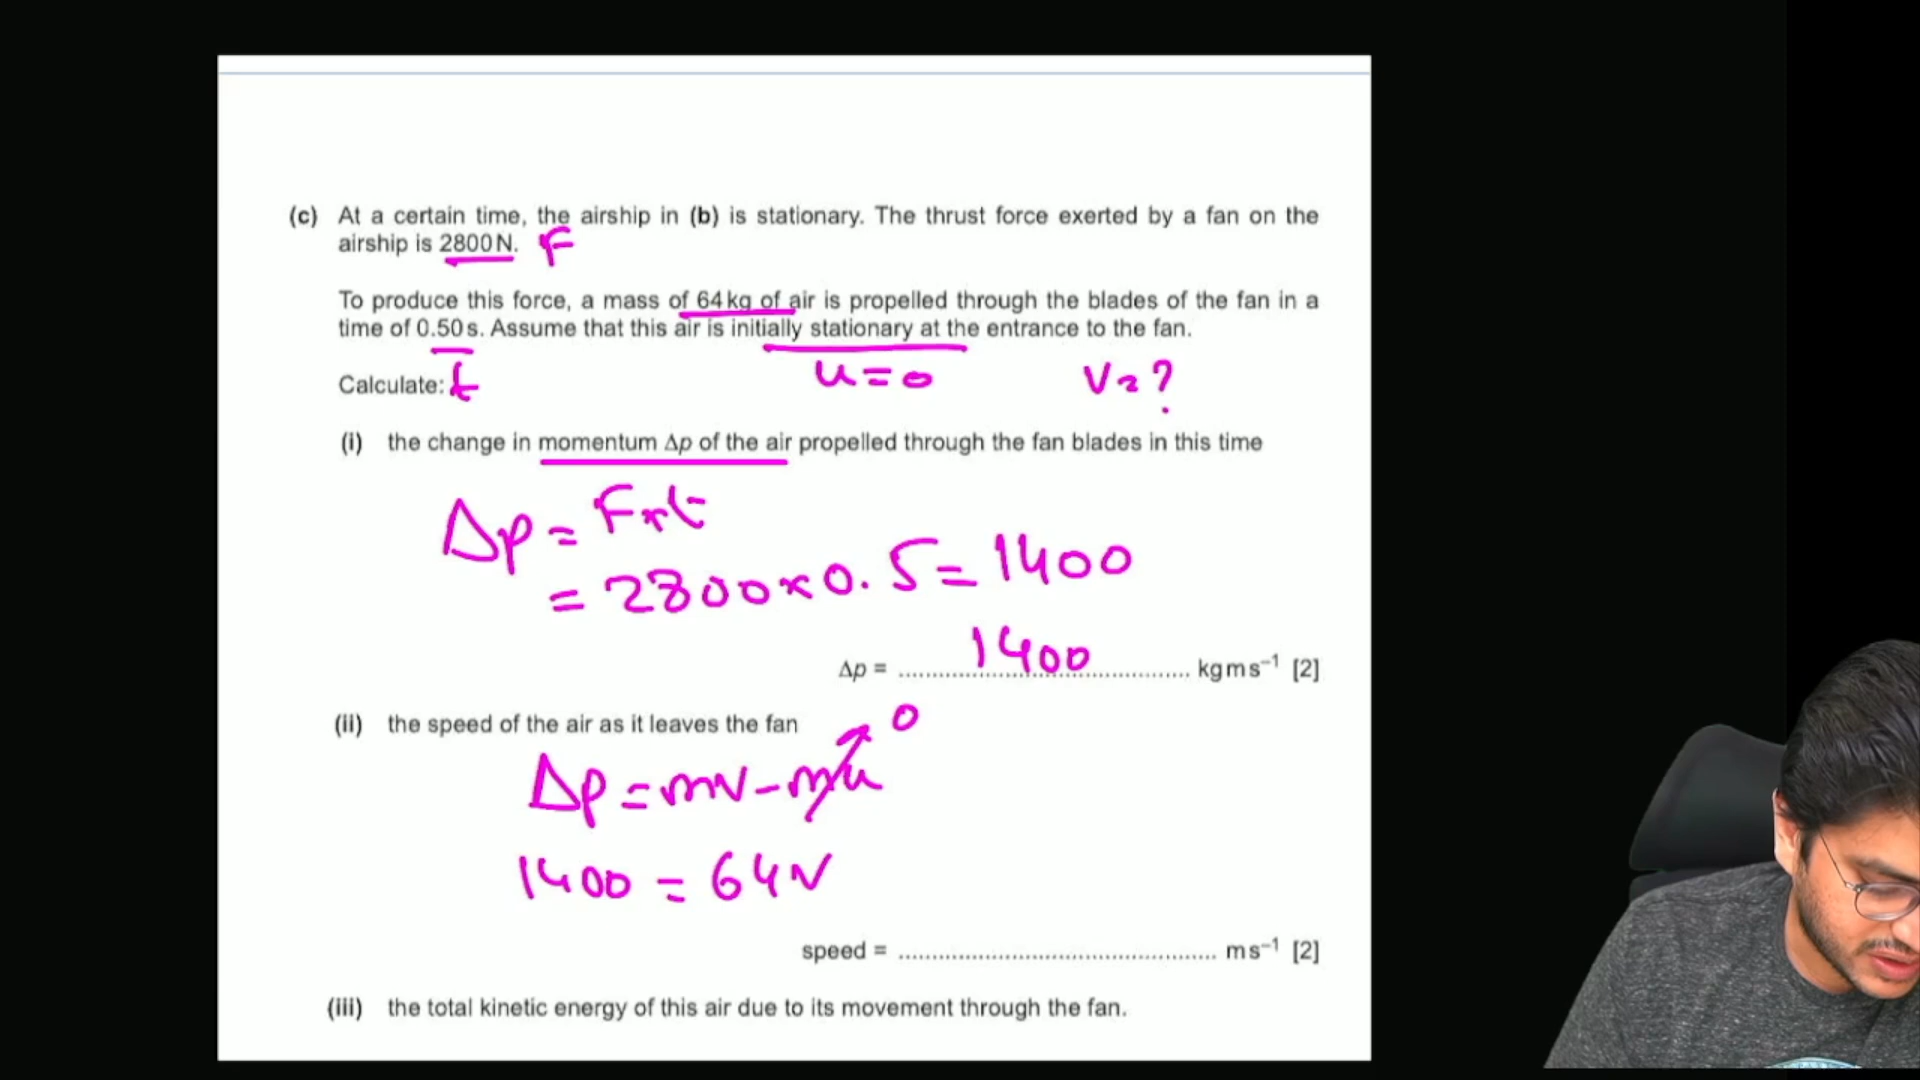 (c) At a certain time, the airship in (b) is stationary. The thrust force exerted by a fan on the
airship is 2800 N. F
To produce this force, a mass of 64 kg of air is propelled through the blades of the fan in a
time of 0.50 s. Assume that this air is initially stationary at the entrance to the fan.
Calculate: t u=0 V=?
(i) the change in momentum Δp of the air propelled through the fan blades in this time
Δp = F×t
= 2800×0.5=1400
1400
Δp = ............................................ kg m s⁻¹ [2]
(ii) the speed of the air as it leaves the fan
0
Δp = mv - mu
1400 = 64v
speed = ................................................ m s⁻¹ [2]
(iii) the total kinetic energy of this air due to its movement through the fan.